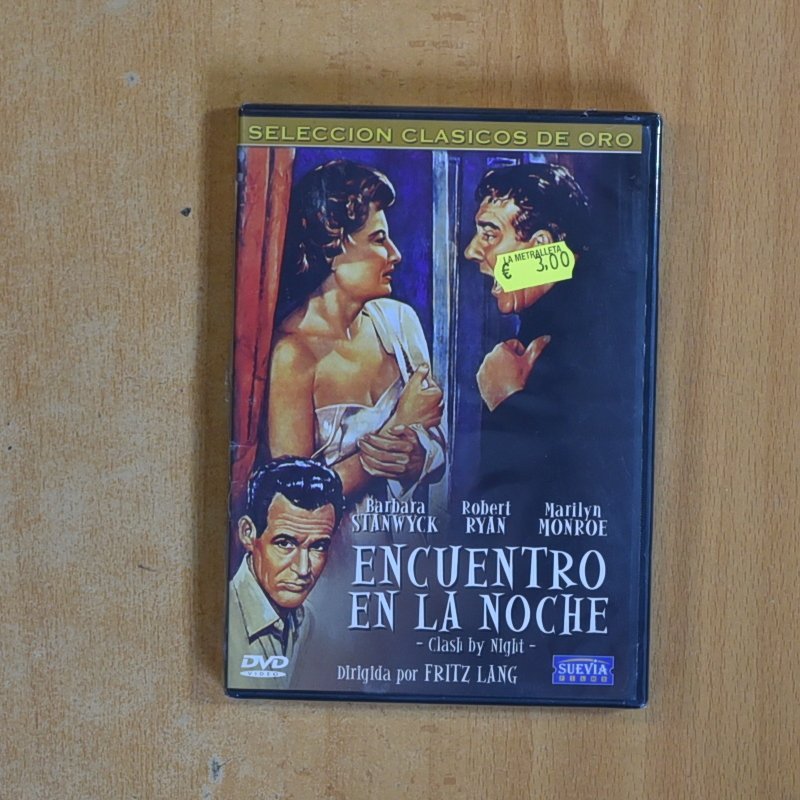 SELECCION CLASICOS DE ORO
LA METRALLETA
€ 3,00
Barbara STANWYCK
Robert RYAN
Marilyn MONROE
ENCUENTRO
EN LA NOCHE
- Clash by Night -
Dirigida por FRITZ LANG
DVD
VIDEO
SUEVIA
FILMS